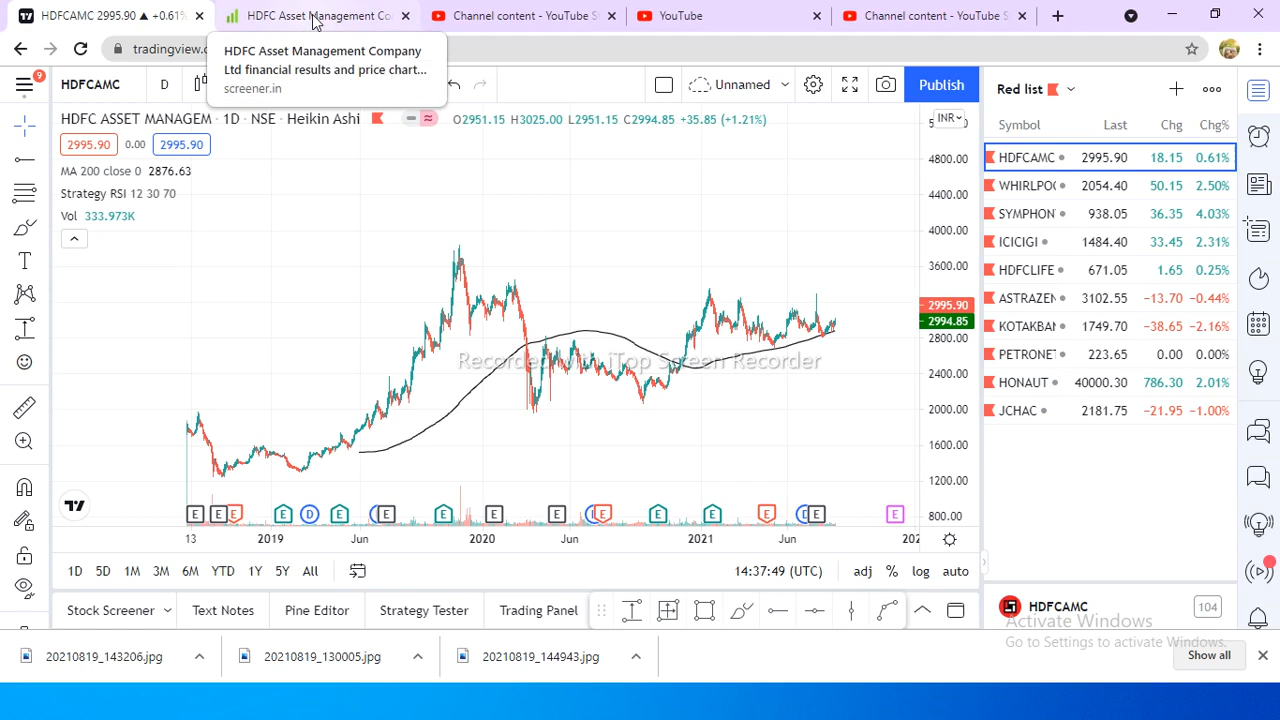 HDFCAMC 2995.90 ▲ +0.61%
HDFC Asset Management Co
Channel content - YouTube S
YouTube
Channel content - YouTube S
tradingview.c
HDFC Asset Management Company
Ltd financial results and price chart...
screener.in
9
HDFCAMC
D
Unnamed
Publish
Red list
HDFC ASSET MANAGEM · 1D · NSE · Heikin Ashi
O2951.15 H3025.00 L2951.15 C2994.85 +35.85 (+1.21%)
INR
2995.90 0.00 2995.90
MA 200 close 0 2876.63
Strategy RSI 12 30 70
Vol 333.973K
Symbol Last Chg Chg%
HDFCAMC 2995.90 18.15 0.61%
WHIRLPO 2054.40 50.15 2.50%
SYMPHON 938.05 36.35 4.03%
ICICIGI 1484.40 33.45 2.31%
HDFCLIFE 671.05 1.65 0.25%
ASTRAZEN 3102.55 −13.70 −0.44%
KOTAKBAN 1749.70 −38.65 −2.16%
PETRONET 223.65 0.00 0.00%
HONAUT 40000.30 786.30 2.01%
JCHAC 2181.75 −21.95 −1.00%
4800.00
4400.00
4000.00
3600.00
2995.90
2994.85
2800.00
2400.00
2000.00
1600.00
1200.00
800.00
Recorded with iTop Screen Recorder
E E E E D E E E E E E E E E D E E
13 2019 Jun 2020 Jun 2021 Jun 202
1D 5D 1M 3M 6M YTD 1Y 5Y All
14:37:49 (UTC) adj % log auto
Stock Screener Text Notes Pine Editor Strategy Tester Trading Panel
HDFCAMC 104
Activate Windows
Go to Settings to activate Windows.
20210819_143206.jpg
20210819_130005.jpg
20210819_144943.jpg
Show all